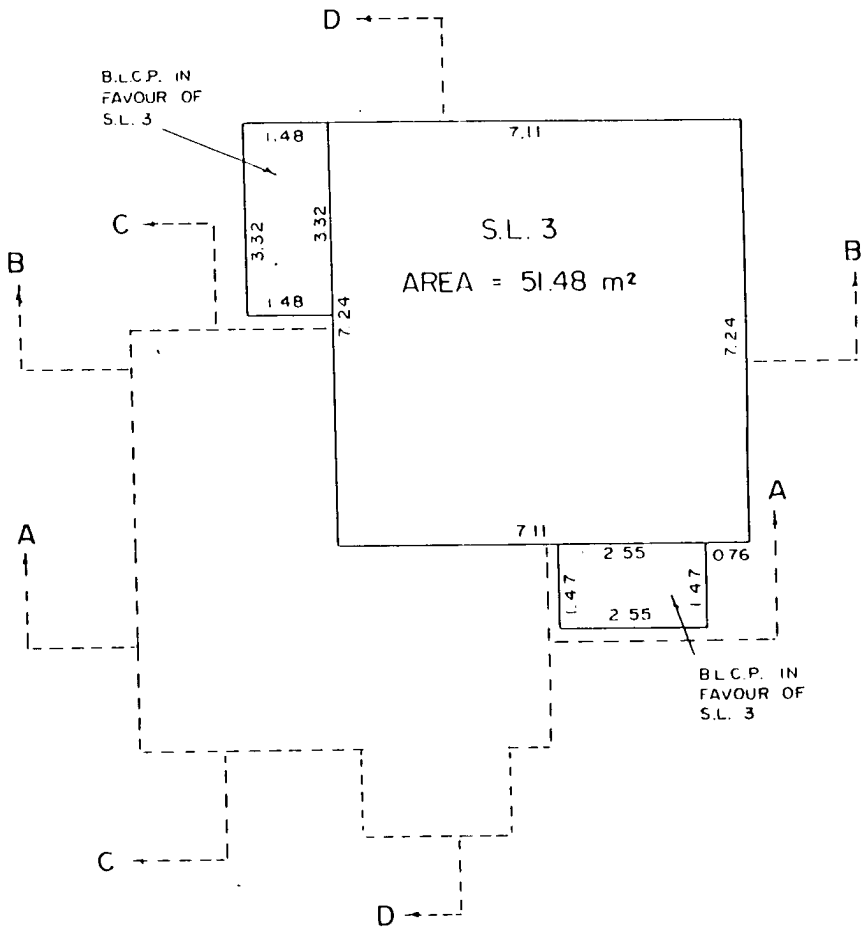 D
B.L.C.P. IN
FAVOUR OF
S.L. 3
1.48
7.11
C
3.32
3.32
S.L. 3
B
B
AREA = 51.48 m²
1.48
7.24
7.24
A
A
7.11
2 55
0.76
1.47
1.47
2.55
B L C.P. IN
FAVOUR OF
S.L. 3
C
D